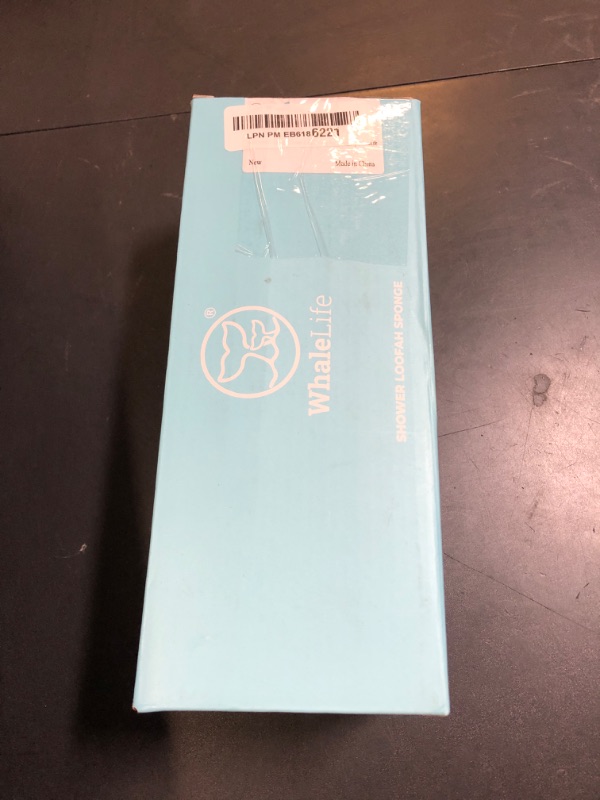 LPN PM EB6186221
New
Made in China
®
WhaleLife
SHOWER LOOFAH SPONGE